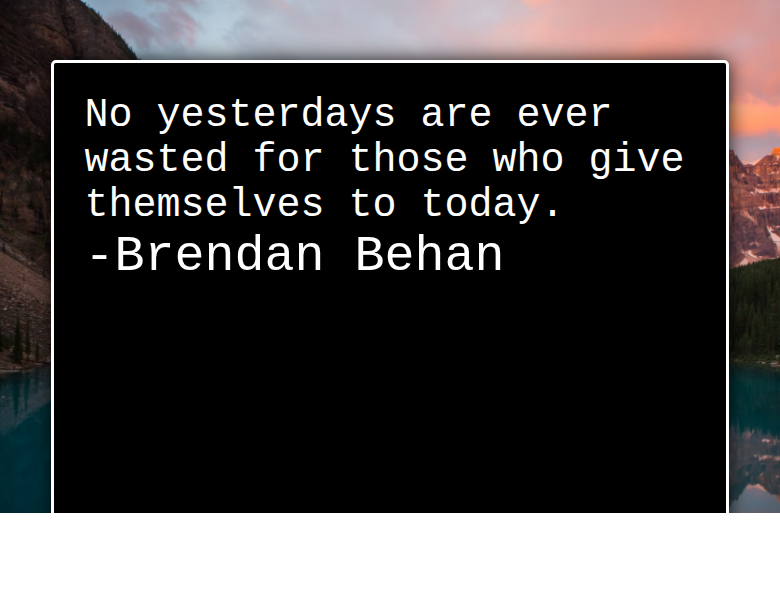 No yesterdays are ever
wasted for those who give
themselves to today.
-Brendan Behan